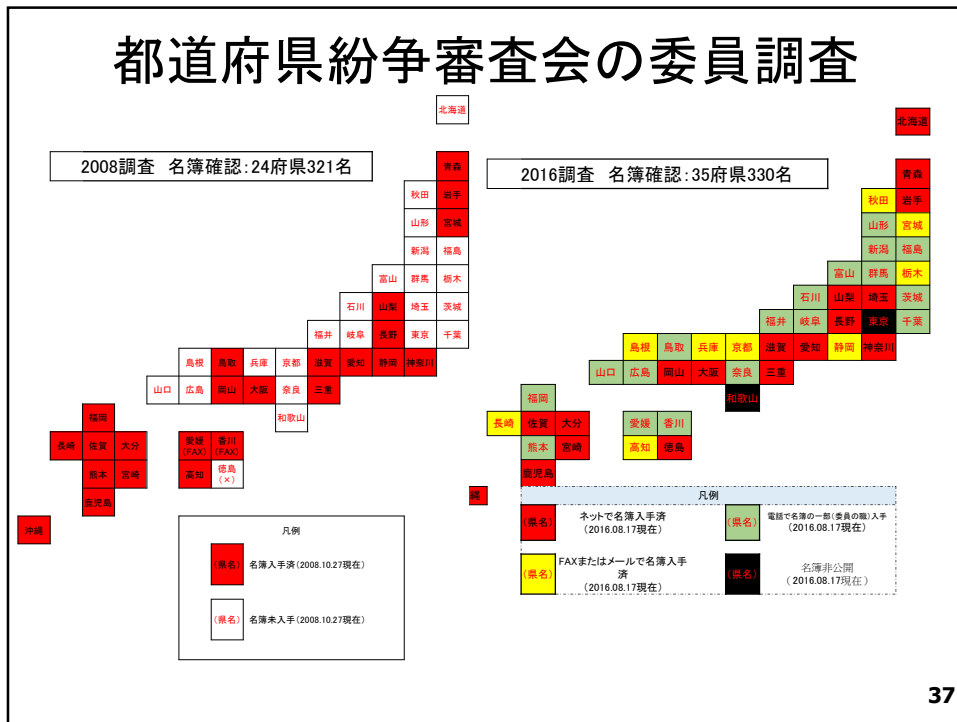 都道府県紛争審査会の委員調査
2008調査 名簿確認:24府県321名
北海道
青森
秋田 岩手
山形 宮城
新潟 福島
富山 群馬 栃木
石川 山梨 埼玉 茨城
福井 岐阜 長野 東京 千葉
島根 鳥取 兵庫 京都 滋賀 愛知 静岡 神奈川
山口 広島 岡山 大阪 奈良 三重
和歌山
福岡
長崎 佐賀 大分
熊本 宮崎
鹿児島
沖縄
愛媛 香川
(FAX) (FAX)
高知 徳島
(×)
凡例
(県名) 名簿入手済(2008.10.27現在)
(県名) 名簿未入手(2008.10.27現在)
2016調査 名簿確認:35府県330名
北海道
青森
秋田 岩手
山形 宮城
新潟 福島
富山 群馬 栃木
石川 山梨 埼玉 茨城
福井 岐阜 長野 東京 千葉
島根 鳥取 兵庫 京都 滋賀 愛知 静岡 神奈川
山口 広島 岡山 大阪 奈良 三重
和歌山
福岡
長崎 佐賀 大分
熊本 宮崎
鹿児島
愛媛 香川
高知 徳島
縄
凡例
(県名) ネットで名簿入手済
(2016.08.17現在)
(県名) 電話で名簿の一部(委員の職)入手
(2016.08.17現在)
(県名) FAXまたはメールで名簿入手
済
(2016.08.17現在)
(県名) 名簿非公開
(2016.08.17現在)
37